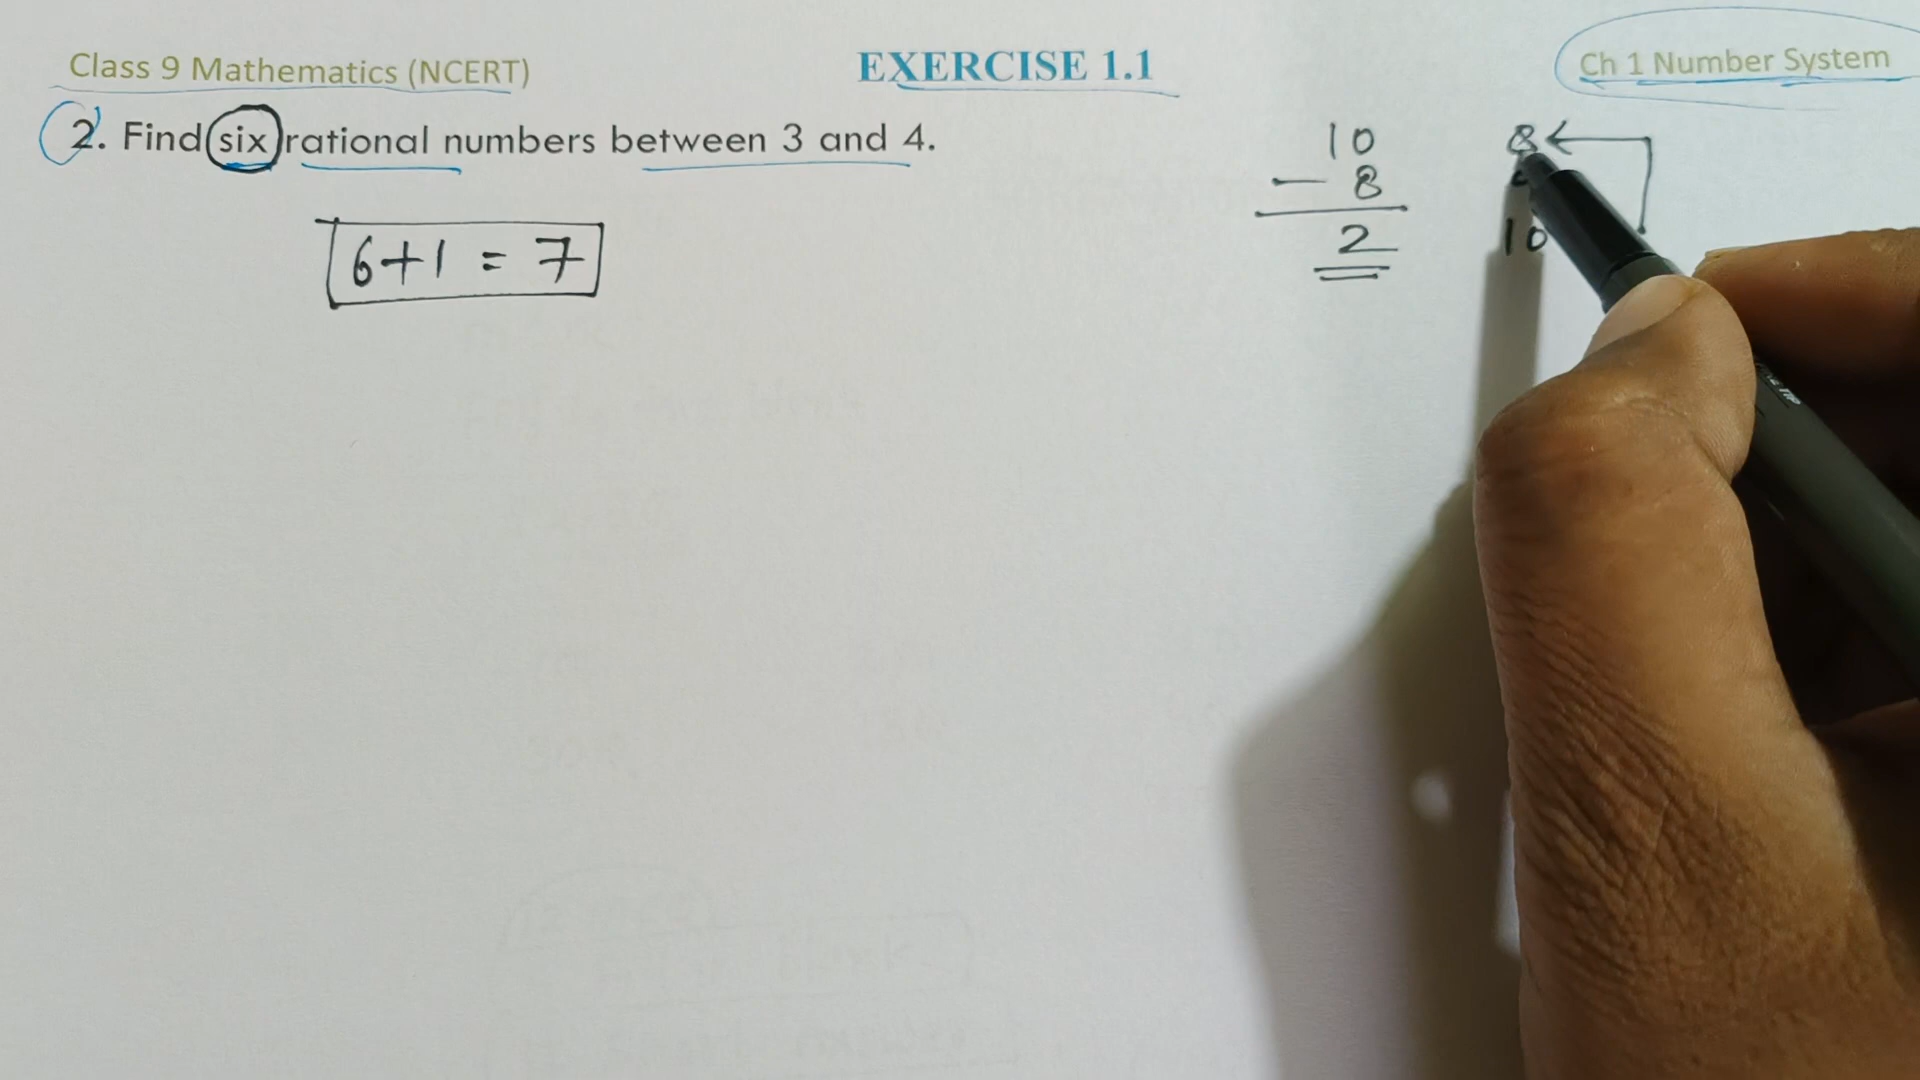 Class 9 Mathematics (NCERT)
EXERCISE 1.1
Ch 1 Number System
2. Find six rational numbers between 3 and 4.
6+1 = 7
10
- 8
2
8
10